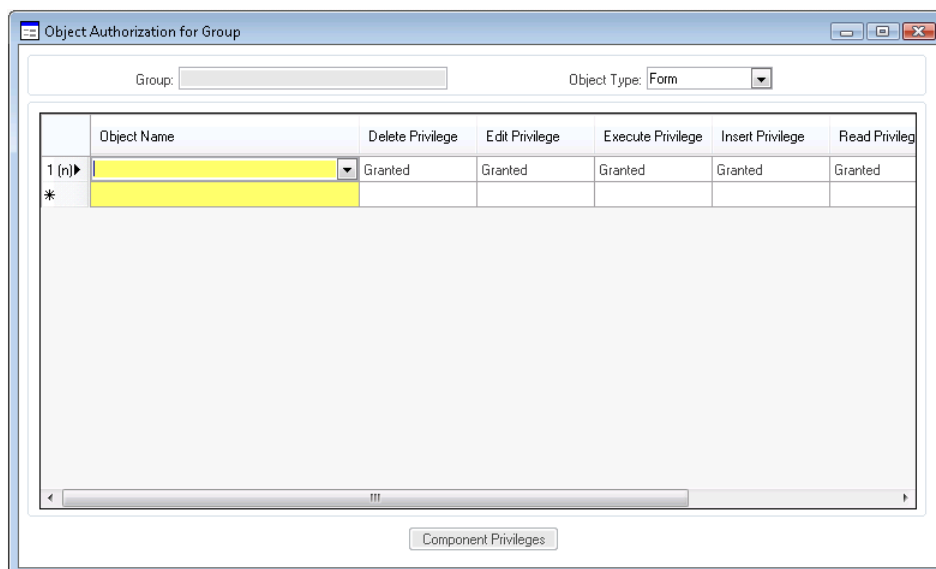 Object Authorization for Group
Group:
Object Type: Form
Object Name Delete Privilege Edit Privilege Execute Privilege Insert Privilege Read Privileg
1 (n) Granted Granted Granted Granted Granted
*
Component Privileges